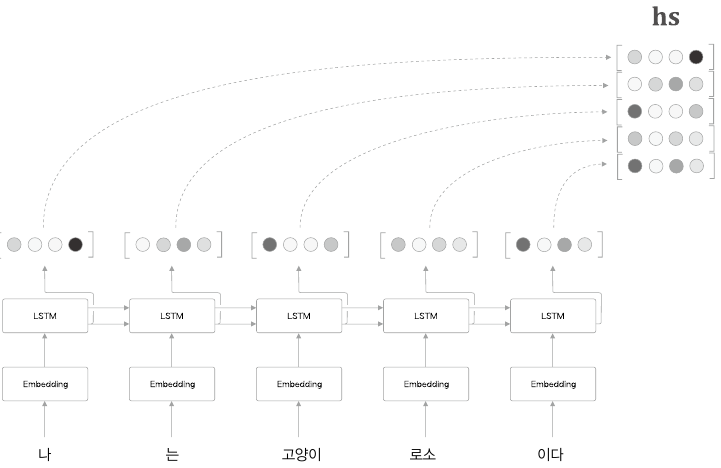 hs
LSTM LSTM LSTM LSTM LSTM
Embedding Embedding Embedding Embedding Embedding
나 는 고양이 로소 이다